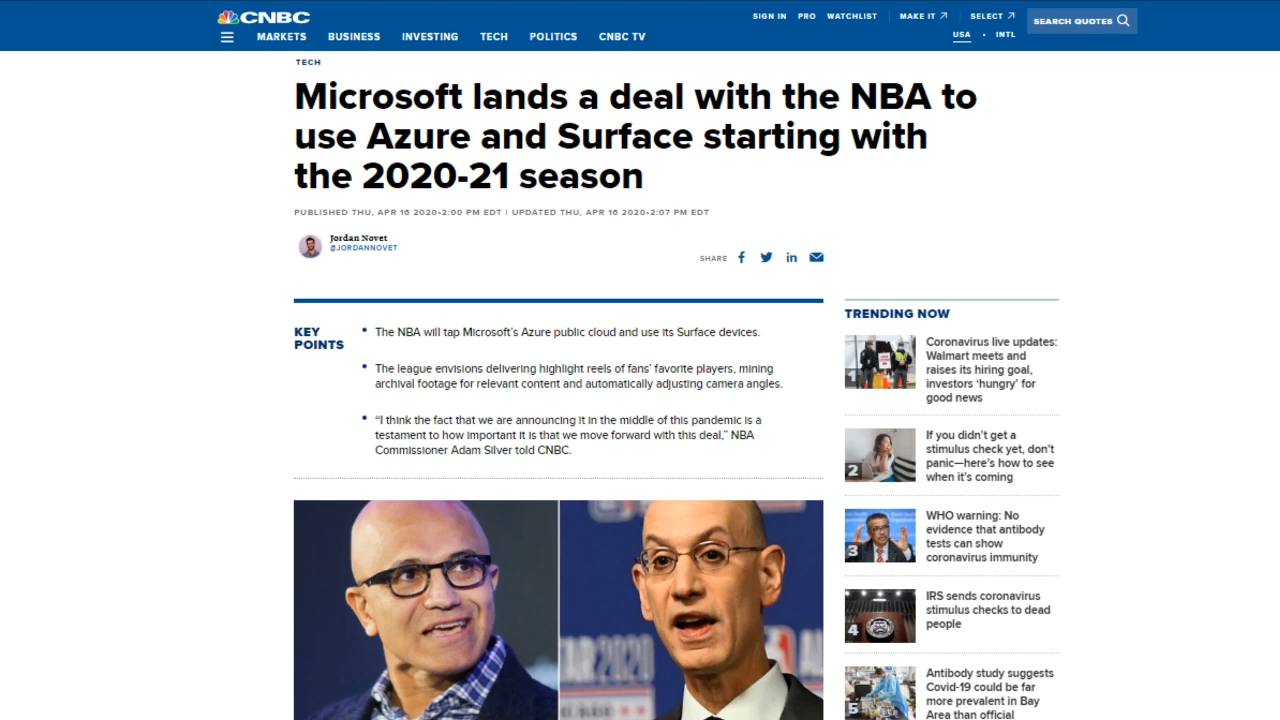 CNBC
SIGN IN
PRO
WATCHLIST
MAKE IT
SELECT
USA
•
INTL
SEARCH QUOTES
MARKETS
BUSINESS
INVESTING
TECH
POLITICS
CNBC TV
TECH
Microsoft lands a deal with the NBA to
use Azure and Surface starting with
the 2020-21 season
PUBLISHED THU, APR 16 2020•2:00 PM EDT | UPDATED THU, APR 16 2020•2:07 PM EDT
Jordan Novet
@JORDANNOVET
SHARE
KEY
POINTS
• The NBA will tap Microsoft’s Azure public cloud and use its Surface devices.
• The league envisions delivering highlight reels of fans’ favorite players, mining
archival footage for relevant content and automatically adjusting camera angles.
• “I think the fact that we are announcing it in the middle of this pandemic is a
testament to how important it is that we move forward with this deal,” NBA
Commissioner Adam Silver told CNBC.
TRENDING NOW
1
Coronavirus live updates:
Walmart meets and
raises its hiring goal,
investors ‘hungry’ for
good news
2
If you didn’t get a
stimulus check yet, don’t
panic—here’s how to see
when it’s coming
3
WHO warning: No
evidence that antibody
tests can show
coronavirus immunity
4
IRS sends coronavirus
stimulus checks to dead
people
5
Antibody study suggests
Covid-19 could be far
more prevalent in Bay
Area than official